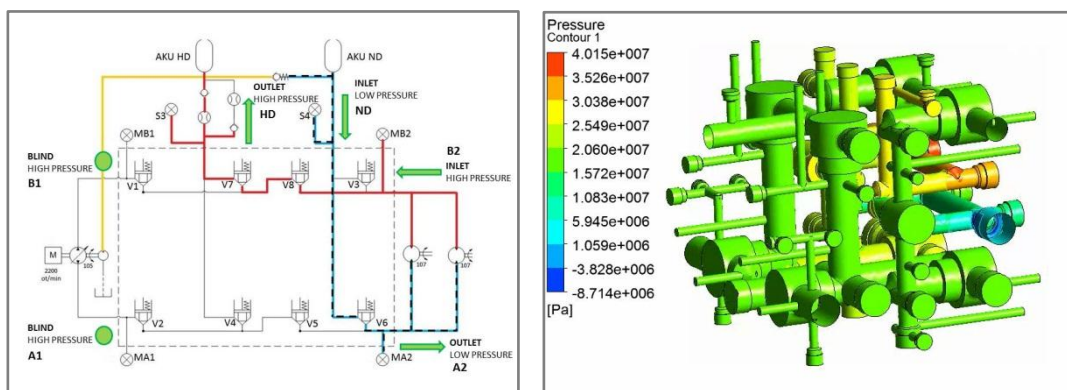 AKU HD
AKU ND
OUTLET
HIGH PRESSURE
HD
INLET
LOW PRESSURE
ND
S3
S4
MB1
MB2
BLIND
HIGH PRESSURE
B1
B2
INLET
HIGH PRESSURE
V1
V7
V8
V3
M
2200
ot/min
105
107
107
V2
V4
V5
V6
BLIND
HIGH PRESSURE
A1
MA1
MA2
OUTLET
LOW PRESSURE
A2
Pressure
Contour 1
4.015e+007
3.526e+007
3.038e+007
2.549e+007
2.060e+007
1.572e+007
1.083e+007
5.945e+006
1.059e+006
-3.828e+006
-8.714e+006
[Pa]